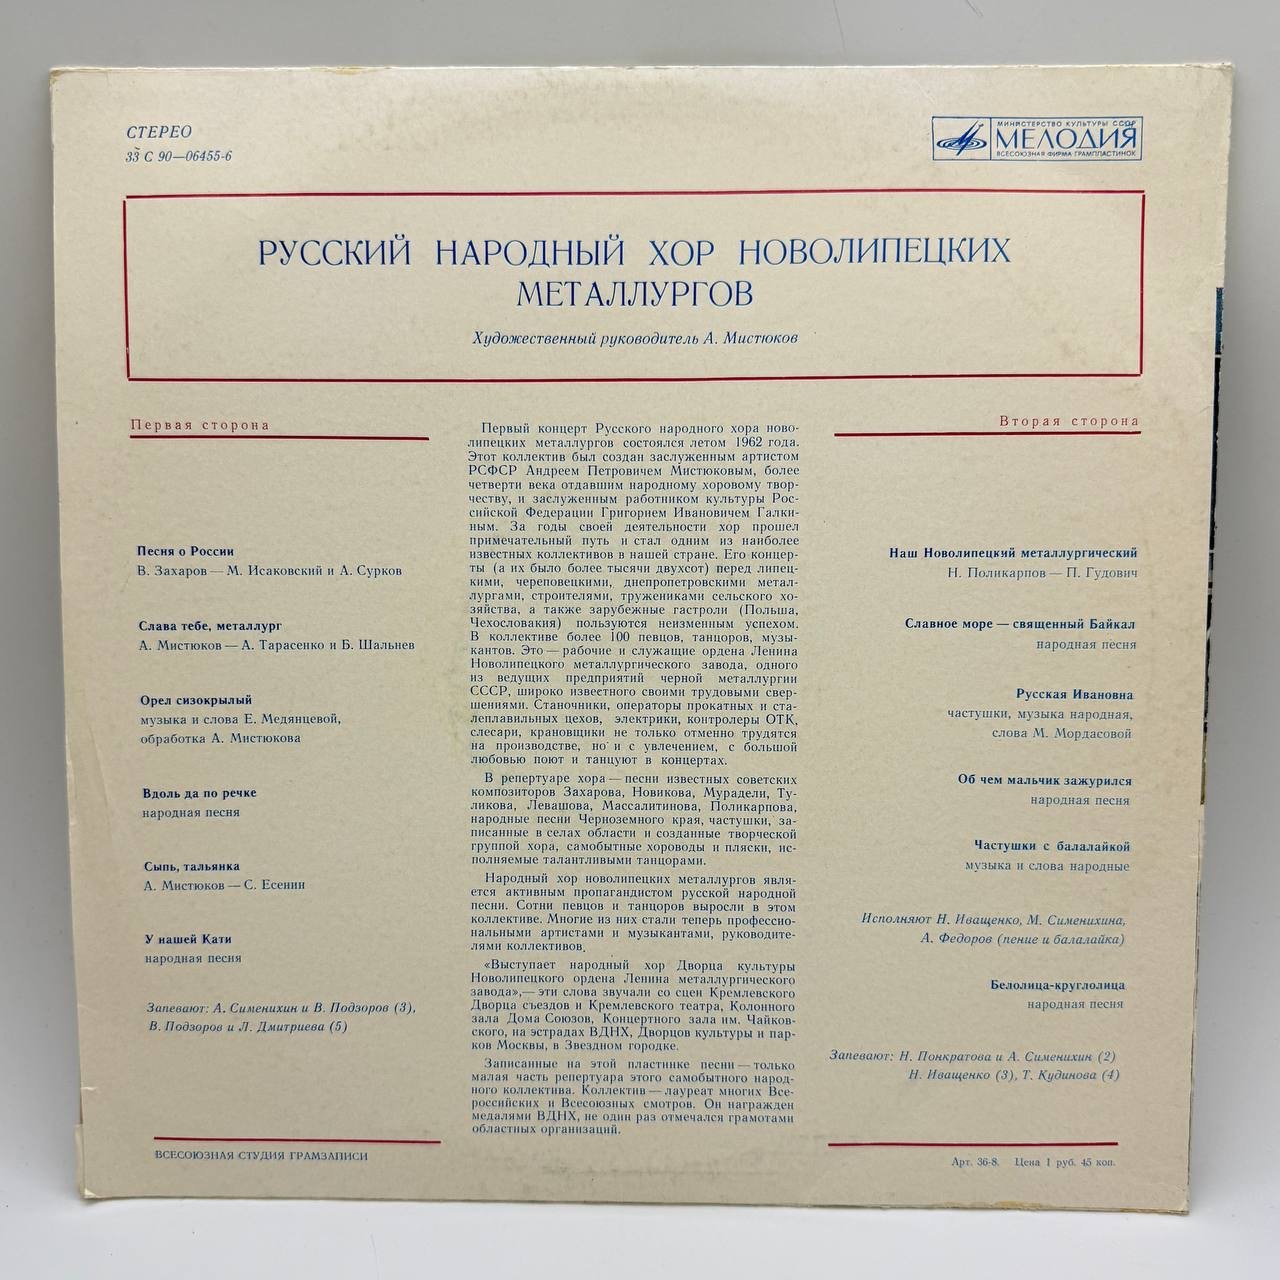 СТЕРЕО
33 С 90—06455-6
МИНИСТЕРСТВО КУЛЬТУРЫ СССР
МЕЛОДИЯ
ВСЕСОЮЗНАЯ ФИРМА ГРАМПЛАСТИНОК
РУССКИЙ НАРОДНЫЙ ХОР НОВОЛИПЕЦКИХ
МЕТАЛЛУРГОВ
Художественный руководитель А. Мистюков
Первая сторона
Песня о России
В. Захаров — М. Исаковский и А. Сурков
Слава тебе, металлург
А. Мистюков — А. Тарасенко и Б. Шальнев
Орел сизокрылый
музыка и слова Е. Медянцевой,
обработка А. Мистюкова
Вдоль да по речке
народная песня
Сыпь, тальянка
А. Мистюков — С. Есенин
У нашей Кати
народная песня
Запевают: А. Сименихин и В. Подзоров (3),
В. Подзоров и Л. Дмитриева (5)
ВСЕСОЮЗНАЯ СТУДИЯ ГРАМЗАПИСИ
Первый концерт Русского народного хора ново-
липецких металлургов состоялся летом 1962 года.
Этот коллектив был создан заслуженным артистом
РСФСР Андреем Петровичем Мистюковым, более
четверти века отдавшим народному хоровому твор-
честву, и заслуженным работником культуры Рос-
сийской Федерации Григорием Ивановичем Галки-
ным. За годы своей деятельности хор прошел
примечательный путь и стал одним из наиболее
известных коллективов в нашей стране. Его концер-
ты (а их было более тысячи двухсот) перед липец-
кими, череповецкими, днепропетровскими метал-
лургами, строителями, тружениками сельского хо-
зяйства, а также зарубежные гастроли (Польша,
Чехословакия) пользуются неизменным успехом.
В коллективе более 100 певцов, танцоров, музы-
кантов. Это — рабочие и служащие ордена Ленина
Новолипецкого металлургического завода, одного
из ведущих предприятий черной металлургии
СССР, широко известного своими трудовыми свер-
шениями. Станочники, операторы прокатных и ста-
леплавильных цехов, электрики, контролеры ОТК,
слесари, крановщики не только отменно трудятся
на производстве, но и с увлечением, с большой
любовью поют и танцуют в концертах.
В репертуаре хора — песни известных советских
композиторов Захарова, Новикова, Мурадели, Ту-
ликова, Левашова, Массалитинова, Поликарпова,
народные песни Черноземного края, частушки, за-
писанные в селах области и созданные творческой
группой хора, самобытные хороводы и пляски, ис-
полняемые талантливыми танцорами.
Народный хор новолипецких металлургов явля-
ется активным пропагандистом русской народной
песни. Сотни певцов и танцоров выросли в этом
коллективе. Многие из них стали теперь профессио-
нальными артистами и музыкантами, руководите-
лями коллективов.
«Выступает народный хор Дворца культуры
Новолипецкого ордена Ленина металлургического
завода»,— эти слова звучали со сцен Кремлевского
Дворца съездов и Кремлевского театра, Колонного
зала Дома Союзов, Концертного зала им. Чайков-
ского, на эстрадах ВДНХ, Дворцов культуры и пар-
ков Москвы, в Звездном городке.
Записанные на этой пластинке песни — только
малая часть репертуара этого самобытного народ-
ного коллектива. Коллектив — лауреат многих Все-
российских и Всесоюзных смотров. Он награжден
медалями ВДНХ, не один раз отмечался грамотами
областных организаций.
Вторая сторона
Наш Новолипецкий металлургический
Н. Поликарпов — П. Гудович
Славное море — священный Байкал
народная песня
Русская Ивановна
частушки, музыка народная,
слова М. Мордасовой
Об чем мальчик зажурился
народная песня
Частушки с балалайкой
музыка и слова народные
Исполняют Н. Иващенко, М. Сименихина,
А. Федоров (пение и балалайка)
Белолица-круглолица
народная песня
Запевают: Н. Понкратова и А. Сименихин (2)
Н. Иващенко (3), Т. Кудинова (4)
Арт. 36-8. Цена 1 руб. 45 коп.